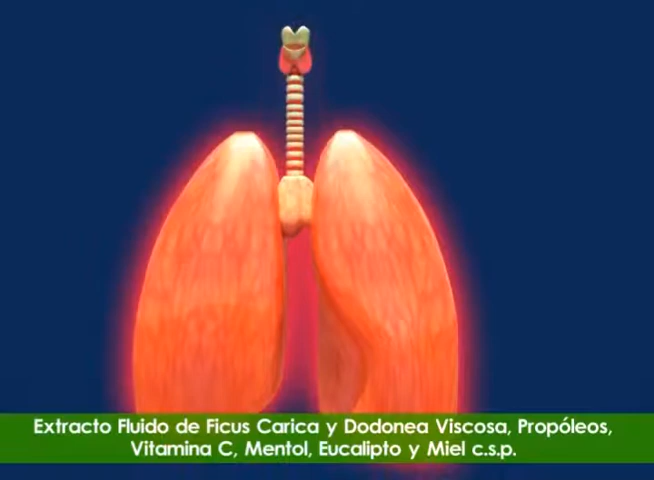 Extracto Fluido de Ficus Carica y Dodonea Viscosa, Propóleos,
Vitamina C, Mentol, Eucalipto y Miel c.s.p.